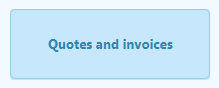 Quotes and invoices